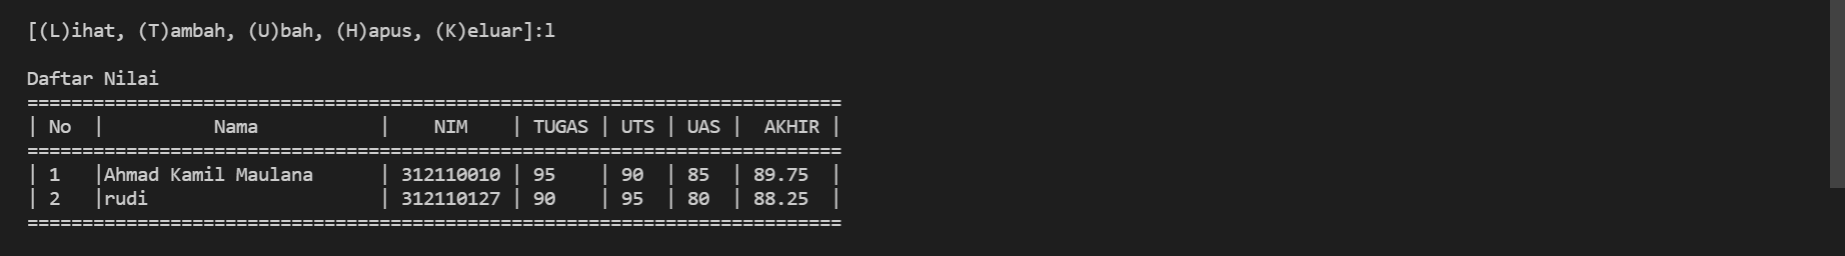 [(L)ihat, (T)ambah, (U)bah, (H)apus, (K)eluar]:l
Daftar Nilai
==========================================================================
| No  |          Nama           |    NIM    | TUGAS | UTS | UAS |  AKHIR |
==========================================================================
| 1   |Ahmad Kamil Maulana      | 312110010 | 95    | 90  | 85  | 89.75  |
| 2   |rudi                     | 312110127 | 90    | 95  | 80  | 88.25  |
==========================================================================